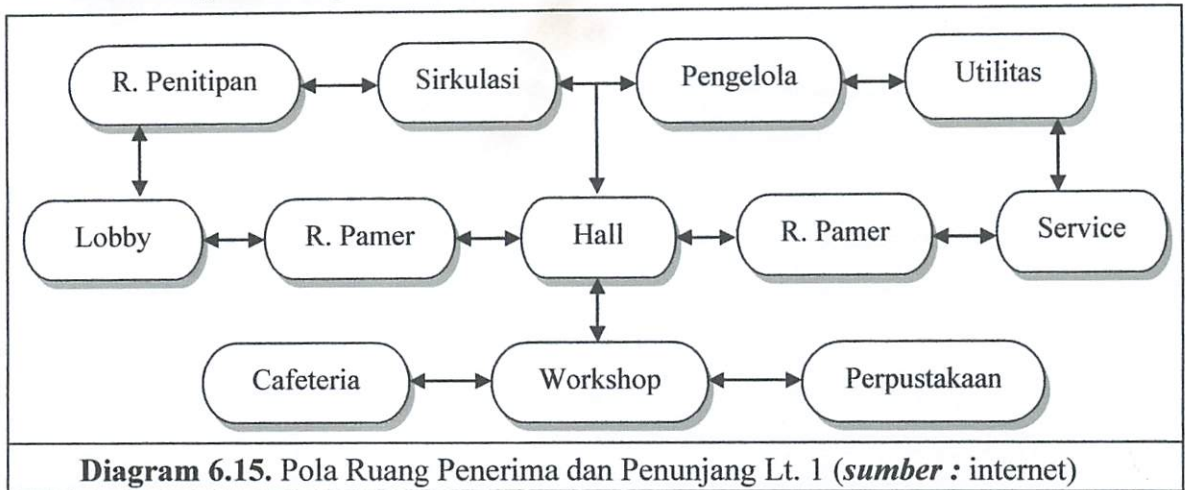 R. Penitipan
Sirkulasi
Pengelola
Utilitas
Lobby
R. Pamer
Hall
R. Pamer
Service
Cafeteria
Workshop
Perpustakaan
Diagram 6.15. Pola Ruang Penerima dan Penunjang Lt. 1 (sumber : internet)